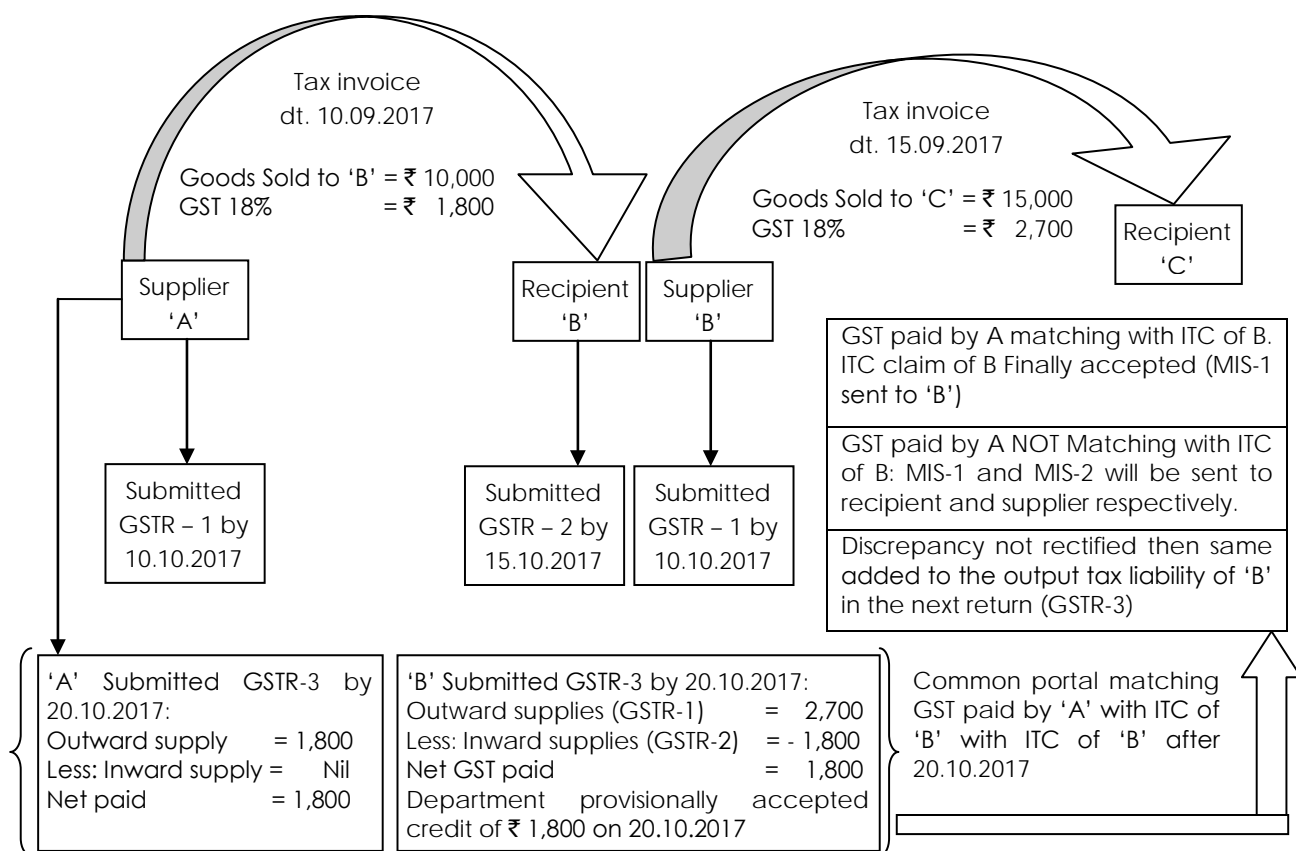 Tax invoice
dt. 10.09.2017
Goods Sold to ‘B’ = ₹ 10,000
GST 18% = ₹ 1,800
Tax invoice
dt. 15.09.2017
Goods Sold to ‘C’ = ₹ 15,000
GST 18% = ₹ 2,700
Supplier
‘A’
Recipient
‘B’
Supplier
‘B’
Recipient
‘C’
Submitted
GSTR – 1 by
10.10.2017
Submitted
GSTR – 2 by
15.10.2017
Submitted
GSTR – 1 by
10.10.2017
GST paid by A matching with ITC of B.
ITC claim of B Finally accepted (MIS-1
sent to ‘B’)
GST paid by A NOT Matching with ITC
of B: MIS-1 and MIS-2 will be sent to
recipient and supplier respectively.
Discrepancy not rectified then same
added to the output tax liability of ‘B’
in the next return (GSTR-3)
‘A’ Submitted GSTR-3 by
20.10.2017:
Outward supply = 1,800
Less: Inward supply = Nil
Net paid = 1,800
‘B’ Submitted GSTR-3 by 20.10.2017:
Outward supplies (GSTR-1) = 2,700
Less: Inward supplies (GSTR-2) = - 1,800
Net GST paid = 1,800
Department provisionally accepted
credit of ₹ 1,800 on 20.10.2017
Common portal matching
GST paid by ‘A’ with ITC of
‘B’ with ITC of ‘B’ after
20.10.2017